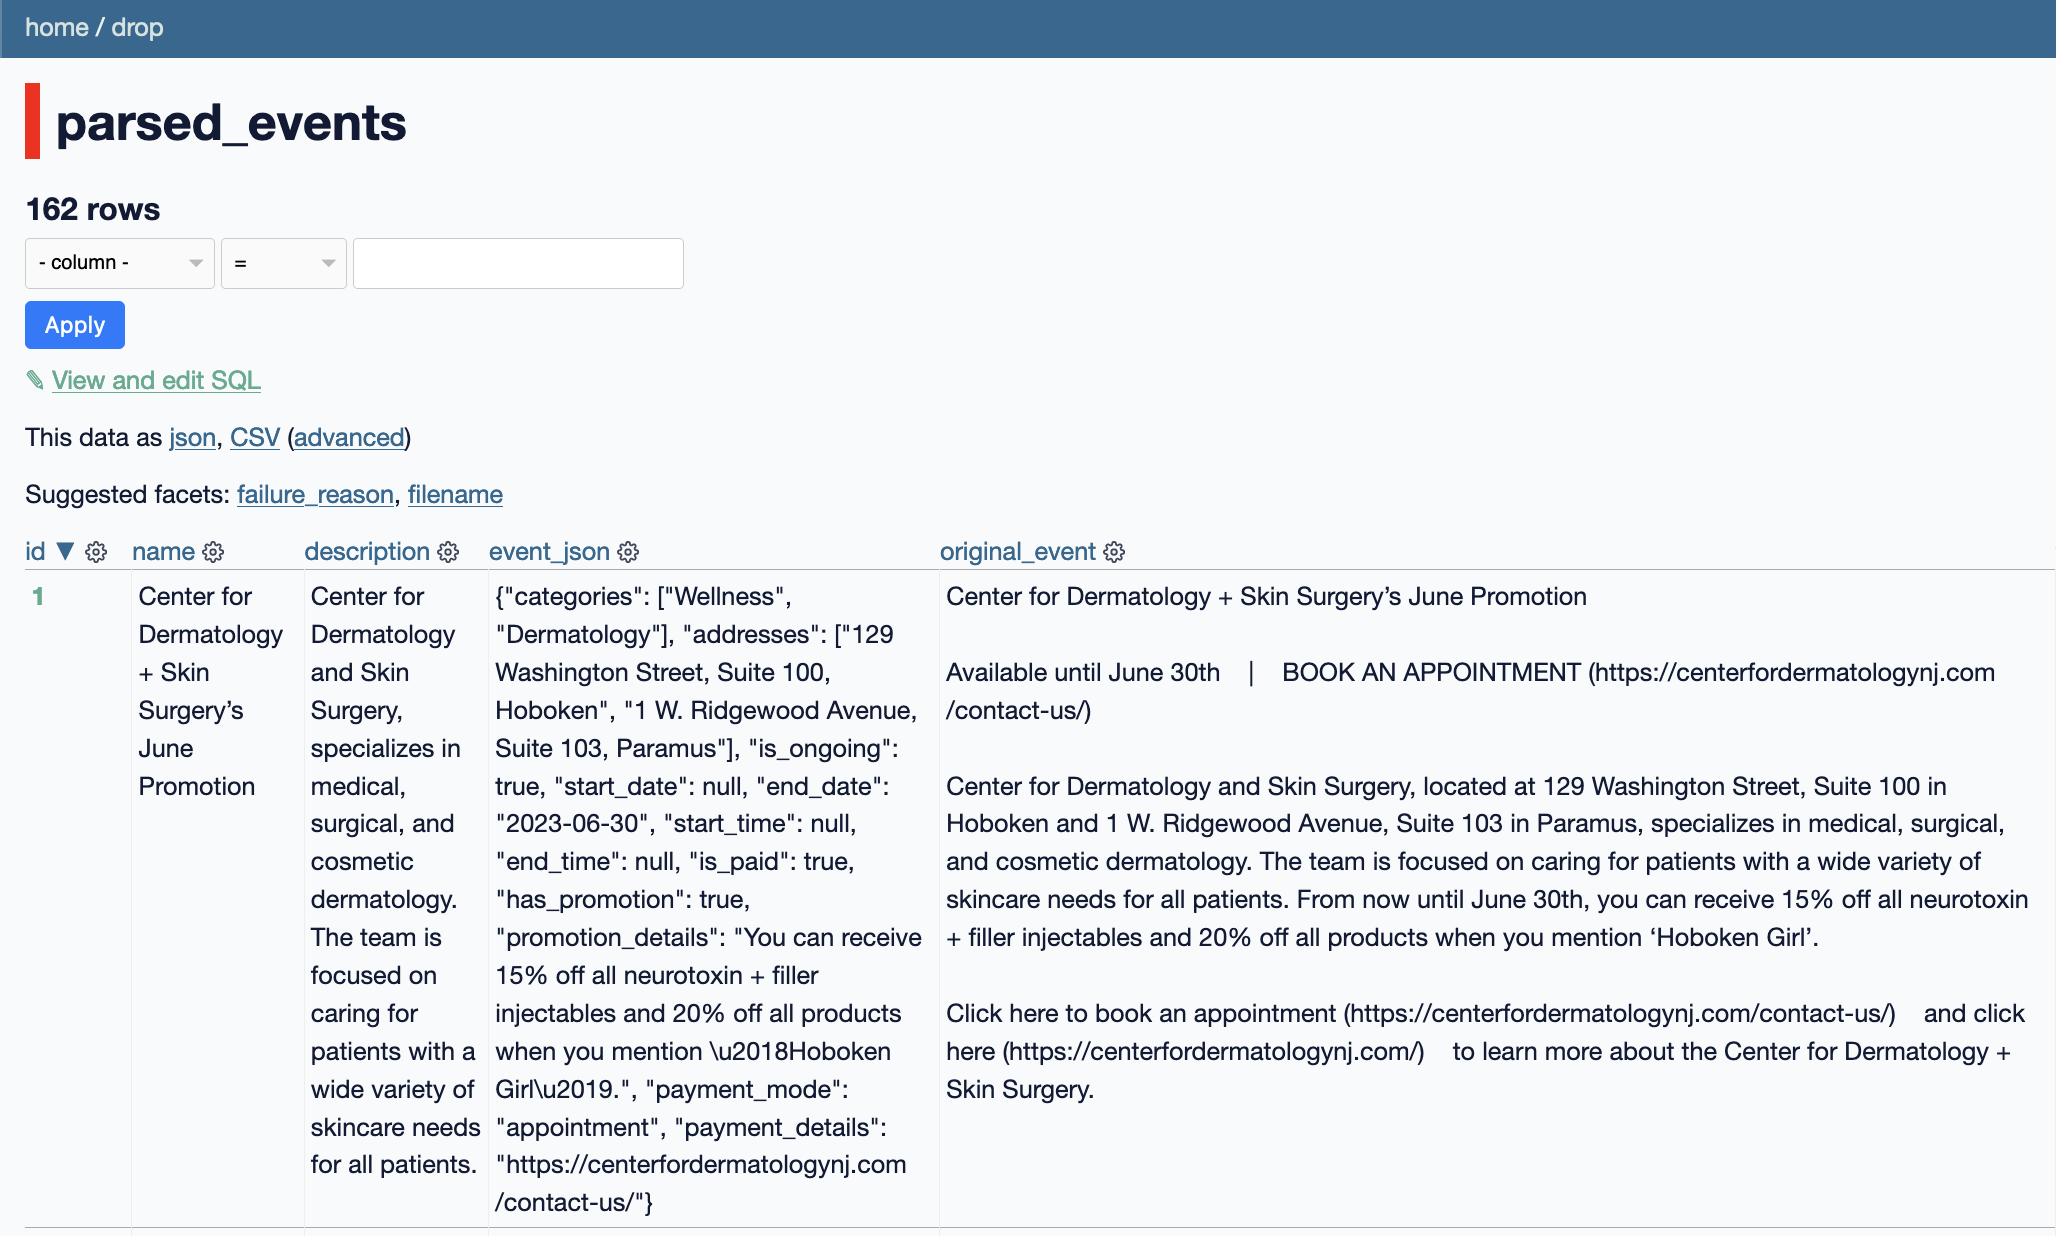 home / drop
parsed_events
162 rows
- column -
=
Apply
✎ View and edit SQL
This data as json, CSV (advanced)
Suggested facets: failure_reason, filename
id ▼
name
description
event_json
original_event
1
Center for
Dermatology
+ Skin
Surgery’s
June
Promotion
Center for
Dermatology
and Skin
Surgery,
specializes in
medical,
surgical, and
cosmetic
dermatology.
The team is
focused on
caring for
patients with a
wide variety of
skincare needs
for all patients.
{"categories": ["Wellness",
"Dermatology"], "addresses": ["129
Washington Street, Suite 100,
Hoboken", "1 W. Ridgewood Avenue,
Suite 103, Paramus"], "is_ongoing":
true, "start_date": null, "end_date":
"2023-06-30", "start_time": null,
"end_time": null, "is_paid": true,
"has_promotion": true,
"promotion_details": "You can receive
15% off all neurotoxin + filler
injectables and 20% off all products
when you mention \u2018Hoboken
Girl\u2019.", "payment_mode":
"appointment", "payment_details":
"https://centerfordermatologynj.com
/contact-us/"}
Center for Dermatology + Skin Surgery’s June Promotion
Available until June 30th | BOOK AN APPOINTMENT (https://centerfordermatologynj.com
/contact-us/)
Center for Dermatology and Skin Surgery, located at 129 Washington Street, Suite 100 in
Hoboken and 1 W. Ridgewood Avenue, Suite 103 in Paramus, specializes in medical, surgical,
and cosmetic dermatology. The team is focused on caring for patients with a wide variety of
skincare needs for all patients. From now until June 30th, you can receive 15% off all neurotoxin
+ filler injectables and 20% off all products when you mention ‘Hoboken Girl’.
Click here to book an appointment (https://centerfordermatologynj.com/contact-us/) and click
here (https://centerfordermatologynj.com/) to learn more about the Center for Dermatology +
Skin Surgery.